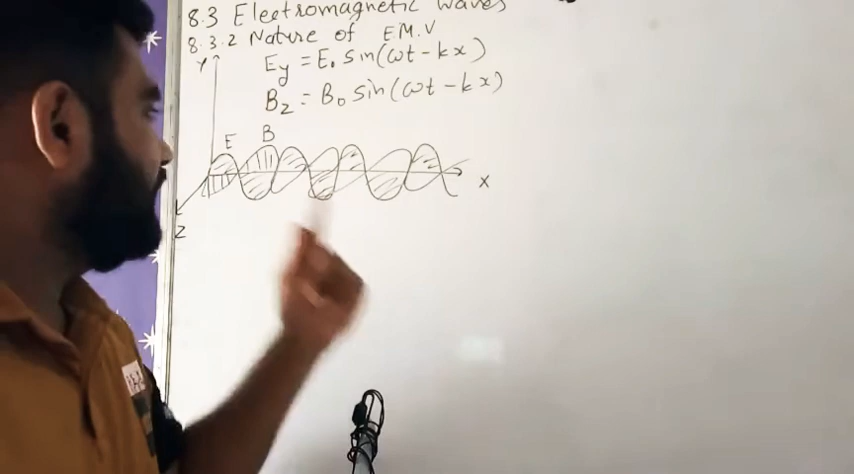 8.3 Electromagnetic waves
8.3.2 Nature of E.M.V
Y
Ey = E₀ sin(ωt - kx)
Bz = B₀ sin(ωt - kx)
E B
X
Z